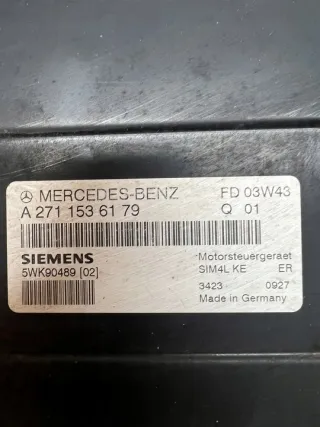 MERCEDES-BENZ FD 03W43
A 271 153 61 79 Q 01
SIEMENS Motorsteuergeraet
5WK90489 [02] SIM4L KE ER
3423 0927
Made in Germany